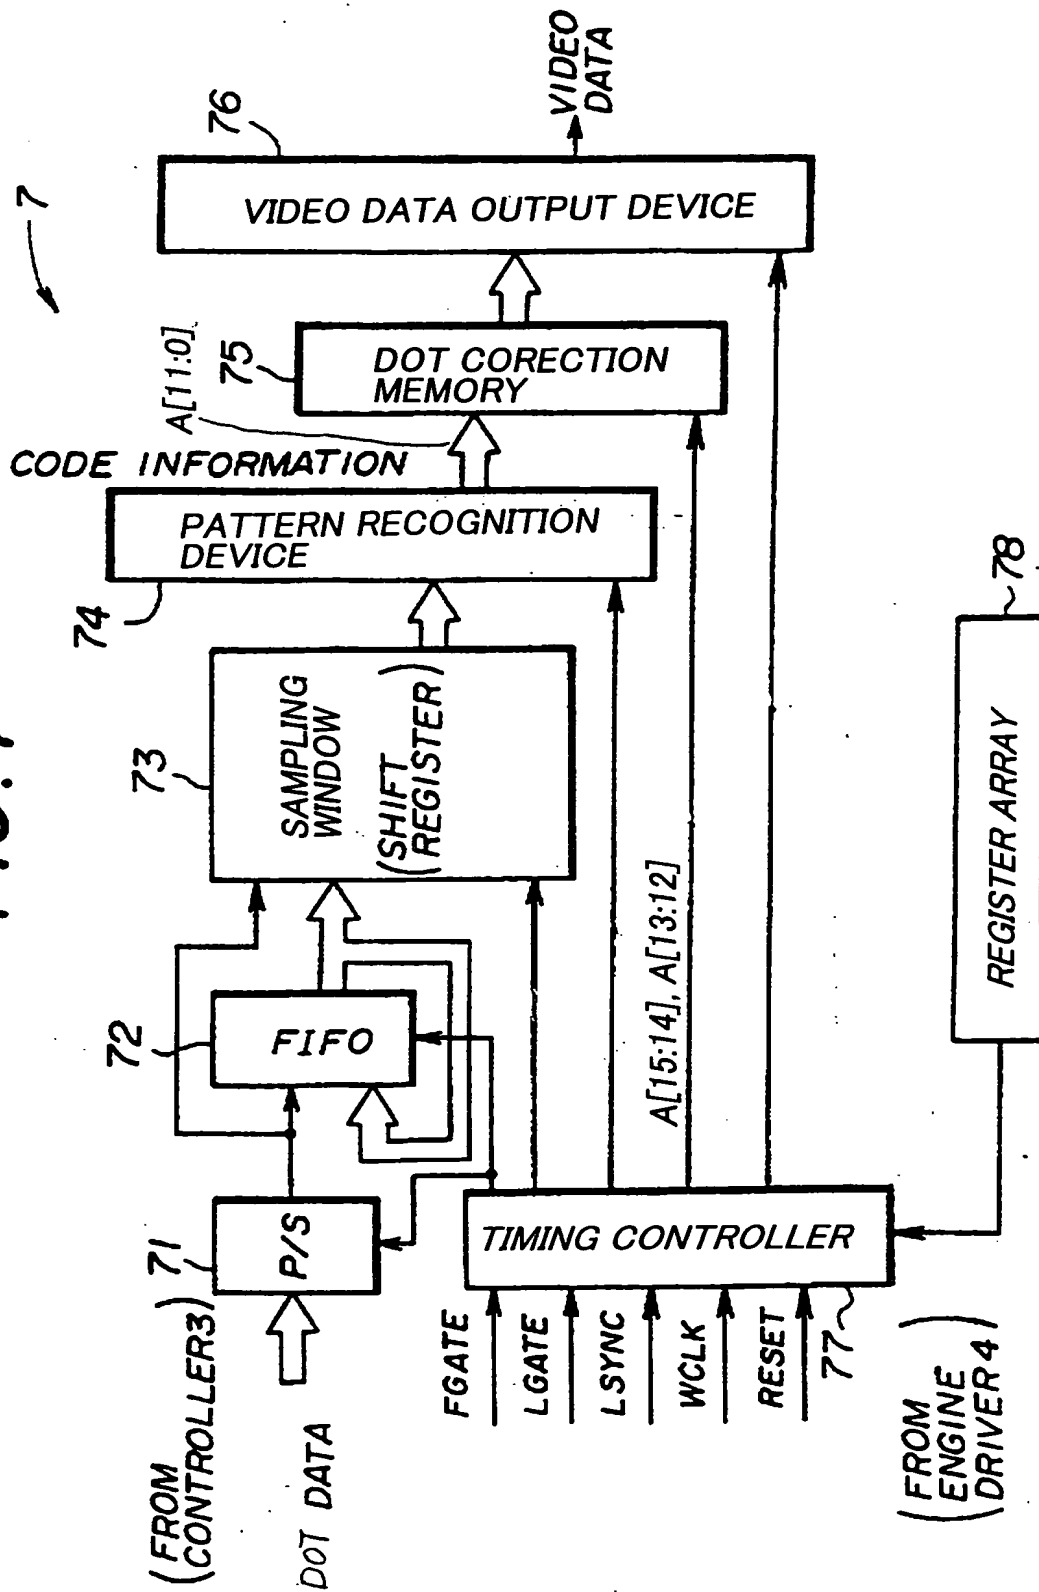 7
(FROM
CONTROLLER3)
DOT DATA
71
P/S
72
FIFO
73
SAMPLING
WINDOW
(SHIFT
REGISTER)
74
PATTERN RECOGNITION
DEVICE
CODE INFORMATION
A[11:0]
75
DOT CORECTION
MEMORY
76
VIDEO DATA OUTPUT DEVICE
VIDEO
DATA
A[15:14], A[13:12]
FGATE
LGATE
LSYNC
WCLK
RESET
TIMING CONTROLLER
77
(FROM
ENGINE
DRIVER4)
REGISTER ARRAY
78